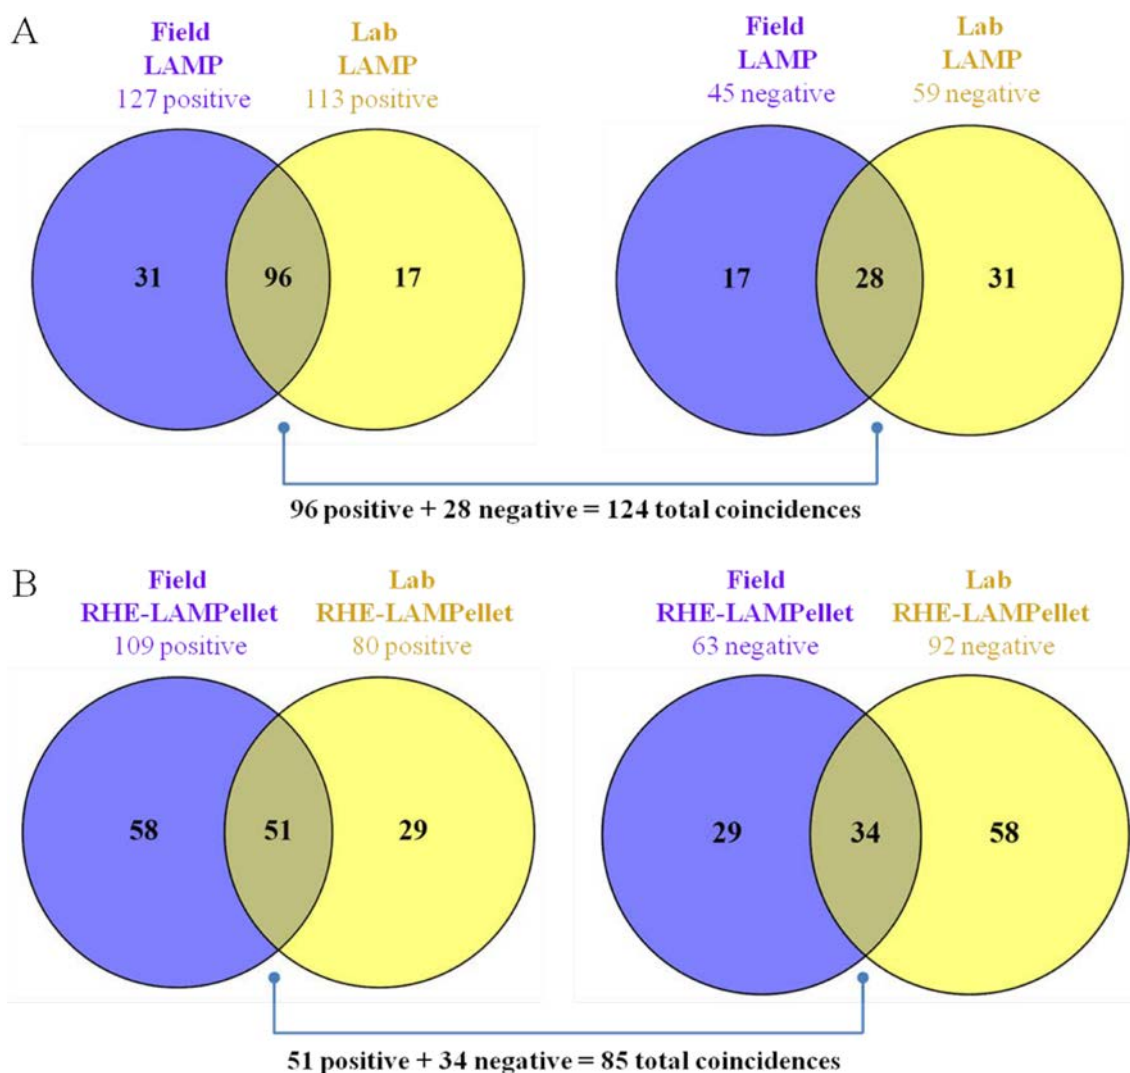 A
Field
LAMP
127 positive
Lab
LAMP
113 positive
Field
LAMP
45 negative
Lab
LAMP
59 negative
31
96
17
17
28
31
96 positive + 28 negative = 124 total coincidences
B
Field
RHE-LAMPellet
109 positive
Lab
RHE-LAMPellet
80 positive
Field
RHE-LAMPellet
63 negative
Lab
RHE-LAMPellet
92 negative
58
51
29
29
34
58
51 positive + 34 negative = 85 total coincidences